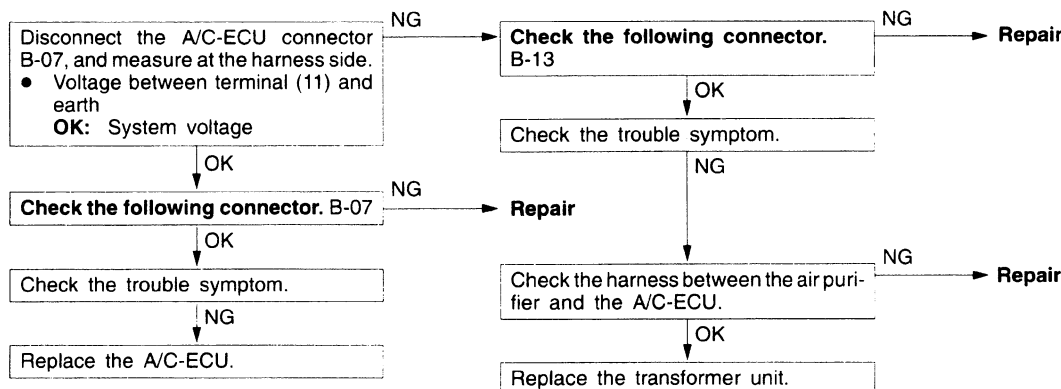 Disconnect the A/C-ECU connector
B-07, and measure at the harness side.
● Voltage between terminal (11) and
earth
OK: System voltage
NG
OK
Check the following connector. B-07
NG
Repair
OK
Check the trouble symptom.
NG
Replace the A/C-ECU.
Check the following connector.
B-13
NG
Repair
OK
Check the trouble symptom.
NG
Check the harness between the air puri-
fier and the A/C-ECU.
NG
Repair
OK
Replace the transformer unit.